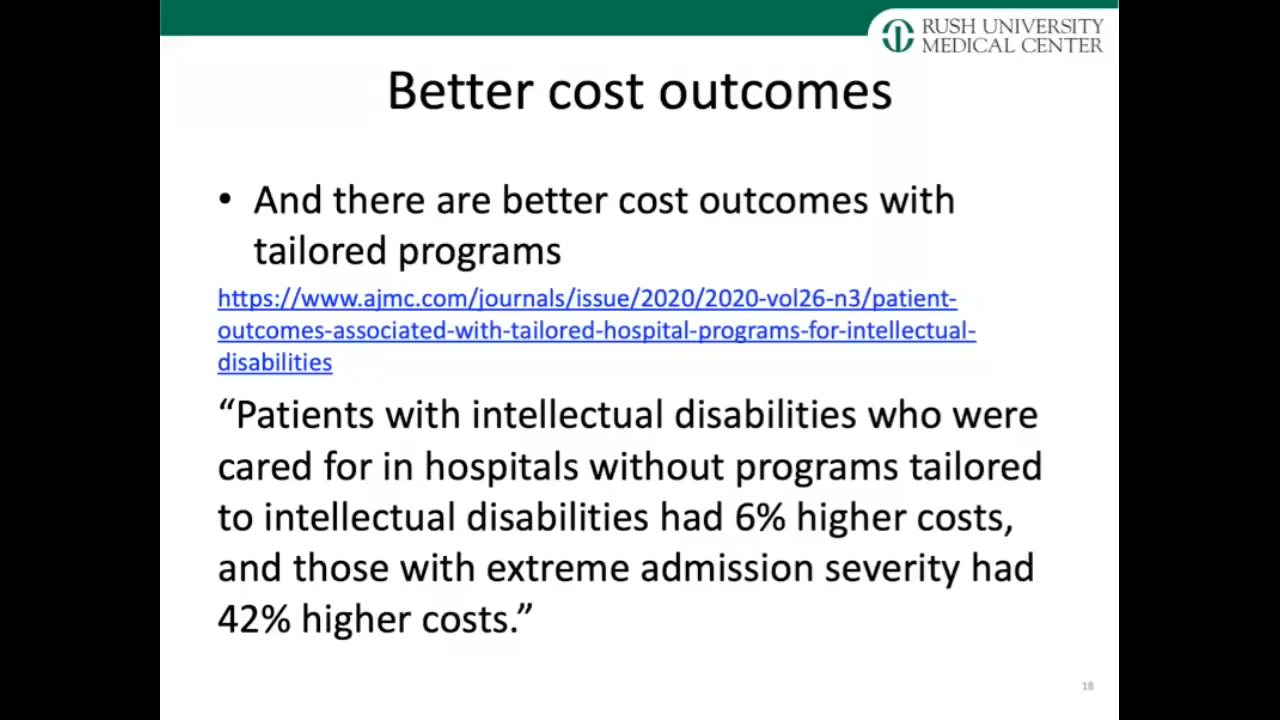 RUSH UNIVERSITY
MEDICAL CENTER
Better cost outcomes
• And there are better cost outcomes with
tailored programs
https://www.ajmc.com/journals/issue/2020/2020-vol26-n3/patient-
outcomes-associated-with-tailored-hospital-programs-for-intellectual-
disabilities
“Patients with intellectual disabilities who were
cared for in hospitals without programs tailored
to intellectual disabilities had 6% higher costs,
and those with extreme admission severity had
42% higher costs.”
18